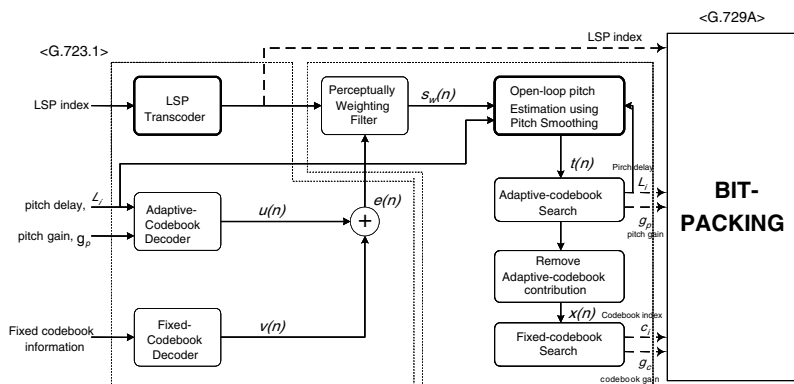 <G.729A>
<G.723.1>
LSP index
LSP index
LSP
Transcoder
Perceptually
Weighting
Filter
s_w(n)
Open-loop pitch
Estimation using
Pitch Smoothing
t(n)
Pirch delay
L_i
pitch delay, L_i
pitch gain, g_p
Adaptive-
Codebook
Decoder
u(n)
+
e(n)
Adaptive-codebook
Search
g_p
pitch gain
BIT-
PACKING
Remove
Adaptive-codebook
contribution
x(n)
Codebook index
Fixed codebook
information
Fixed-
Codebook
Decoder
v(n)
Fixed-codebook
Search
c_i
g_c
codebook gain